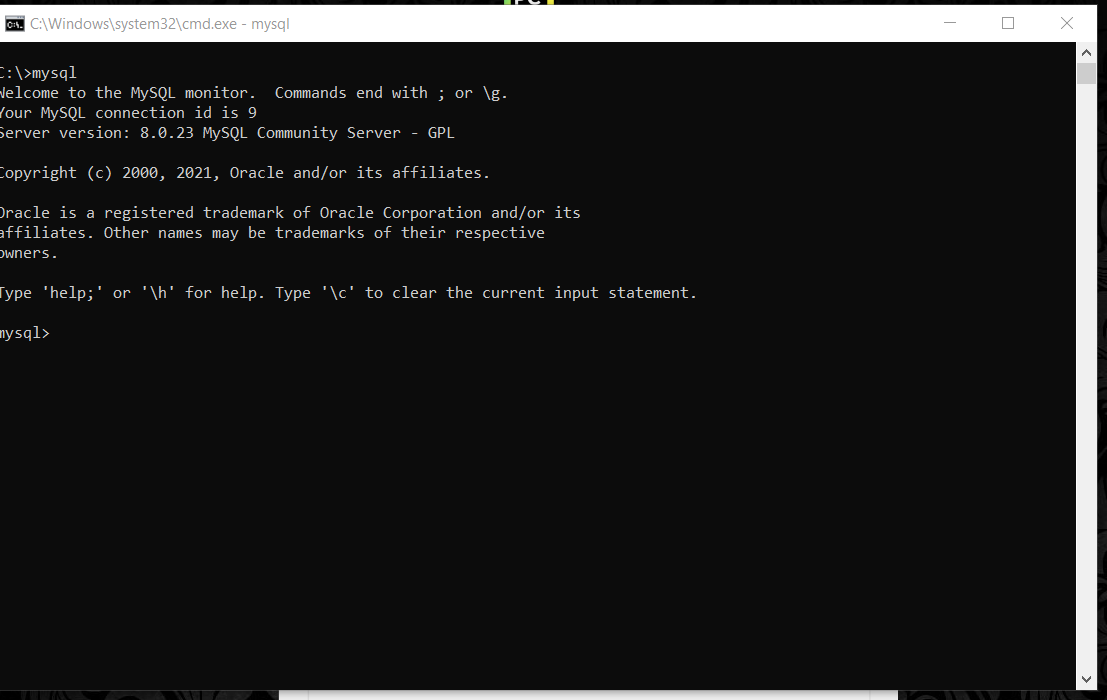 C:\Windows\system32\cmd.exe - mysql
C:\>mysql
Welcome to the MySQL monitor.  Commands end with ; or \g.
Your MySQL connection id is 9
Server version: 8.0.23 MySQL Community Server - GPL
Copyright (c) 2000, 2021, Oracle and/or its affiliates.
Oracle is a registered trademark of Oracle Corporation and/or its
affiliates. Other names may be trademarks of their respective
owners.
Type 'help;' or '\h' for help. Type '\c' to clear the current input statement.
mysql>